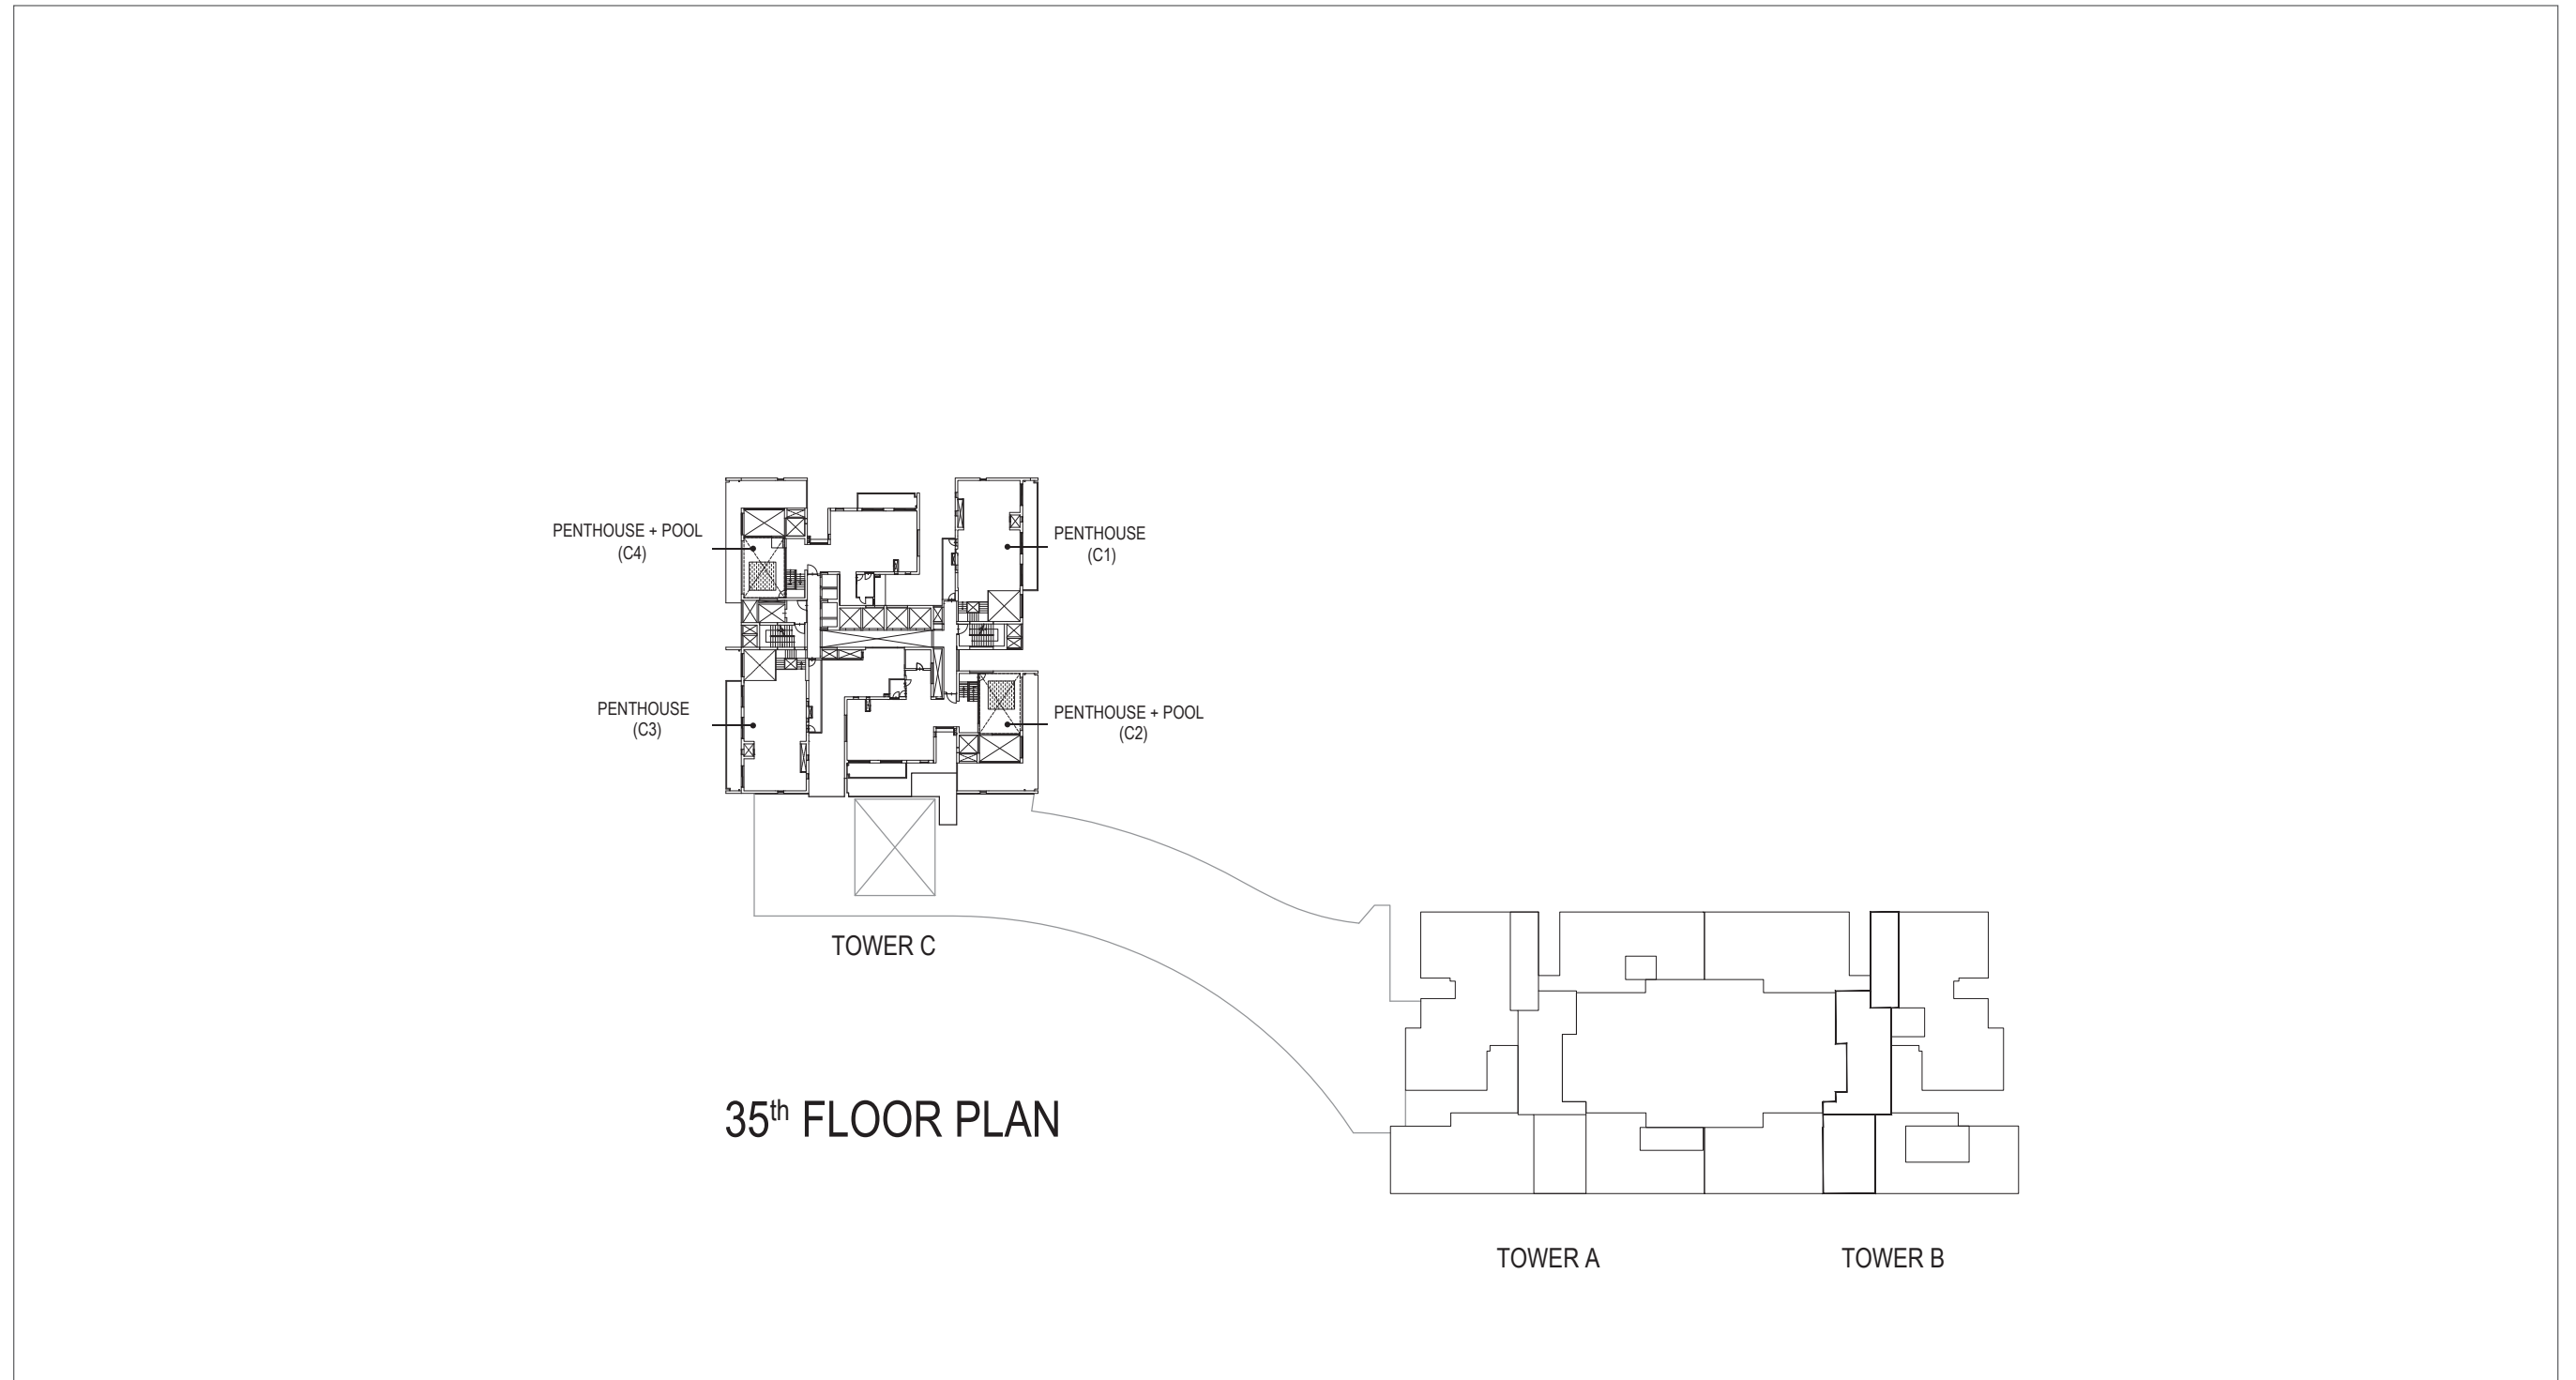 PENTHOUSE + POOL
(C4)
PENTHOUSE
(C1)
PENTHOUSE
(C3)
PENTHOUSE + POOL
(C2)
TOWER C
35th FLOOR PLAN
TOWER A
TOWER B